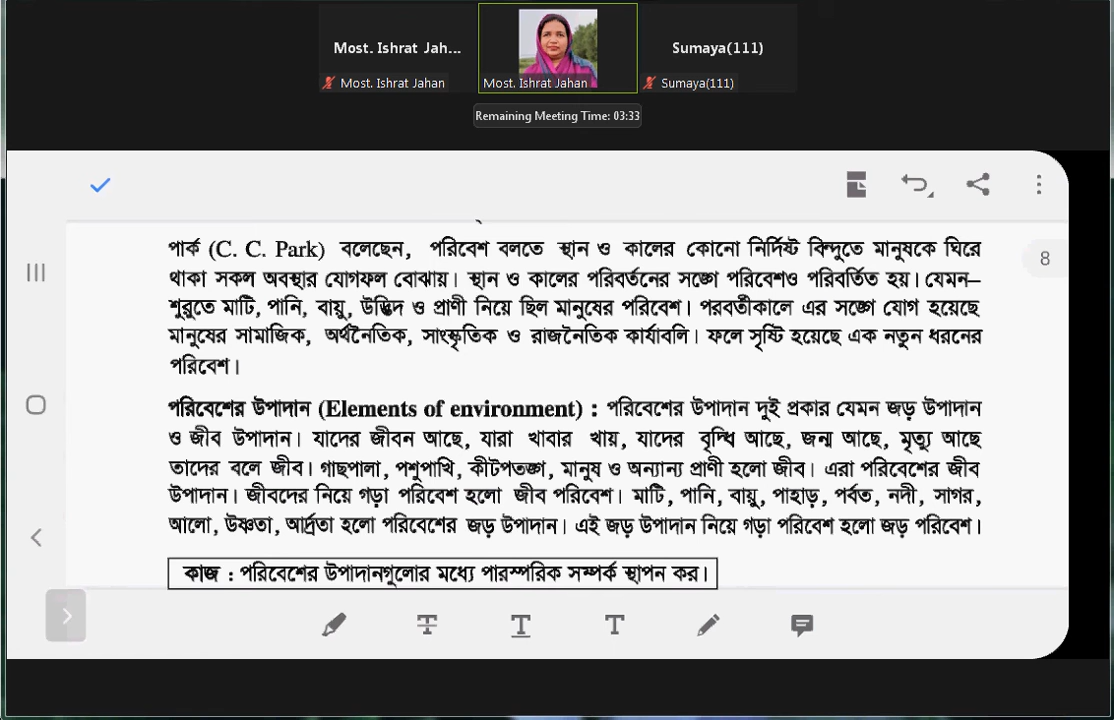 Most. Ishrat Jah...
Sumaya(111)
Most. Ishrat Jahan
Most. Ishrat Jahan
Sumaya(111)
Remaining Meeting Time: 03:33
8
পার্ক (C. C. Park) বলেছেন, পরিবেশ বলতে স্থান ও কালের কোনো নির্দিষ্ট বিন্দুতে মানুষকে ঘিরে
থাকা সকল অবস্থার যোগফল বোঝায়। স্থান ও কালের পরিবর্তনের সঙ্গে পরিবেশও পরিবর্তিত হয়। যেমন–
শুরুতে মাটি, পানি, বায়ু, উদ্ভিদ ও প্রাণী নিয়ে ছিল মানুষের পরিবেশ। পরবর্তীকালে এর সঙ্গে যোগ হয়েছে
মানুষের সামাজিক, অর্থনৈতিক, সাংস্কৃতিক ও রাজনৈতিক কার্যাবলি। ফলে সৃষ্টি হয়েছে এক নতুন ধরনের
পরিবেশ।
পরিবেশের উপাদান (Elements of environment) : পরিবেশের উপাদান দুই প্রকার যেমন জড় উপাদান
ও জীব উপাদান। যাদের জীবন আছে, যারা খাবার খায়, যাদের বৃদ্ধি আছে, জন্ম আছে, মৃত্যু আছে
তাদের বলে জীব। গাছপালা, পশুপাখি, কীটপতঙ্গ, মানুষ ও অন্যান্য প্রাণী হলো জীব। এরা পরিবেশের জীব
উপাদান। জীবদের নিয়ে গড়া পরিবেশ হলো জীব পরিবেশ। মাটি, পানি, বায়ু, পাহাড়, পর্বত, নদী, সাগর,
আলো, উষ্ণতা, আর্দ্রতা হলো পরিবেশের জড় উপাদান। এই জড় উপাদান নিয়ে গড়া পরিবেশ হলো জড় পরিবেশ।
কাজ : পরিবেশের উপাদানগুলোর মধ্যে পারস্পরিক সম্পর্ক স্থাপন কর।